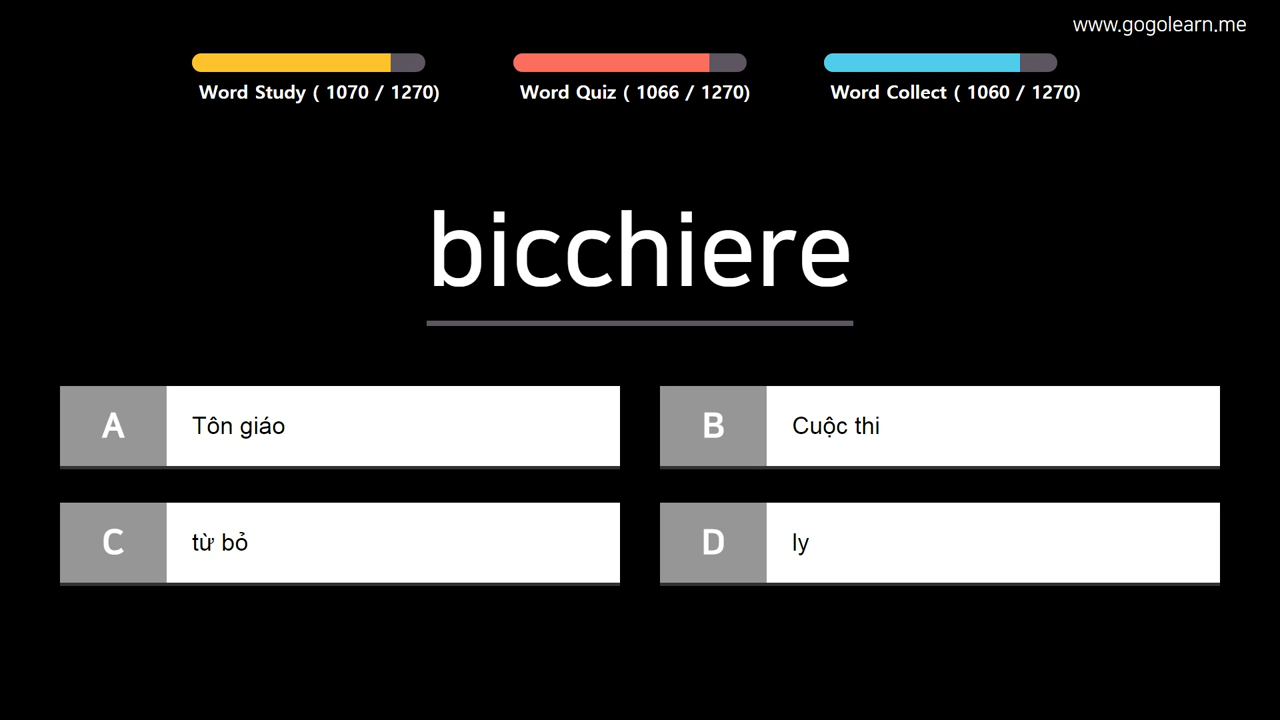 www.gogolearn.me
Word Study ( 1070 / 1270)
Word Quiz ( 1066 / 1270)
Word Collect ( 1060 / 1270)
bicchiere
A Tôn giáo
B Cuộc thi
C từ bỏ
D ly